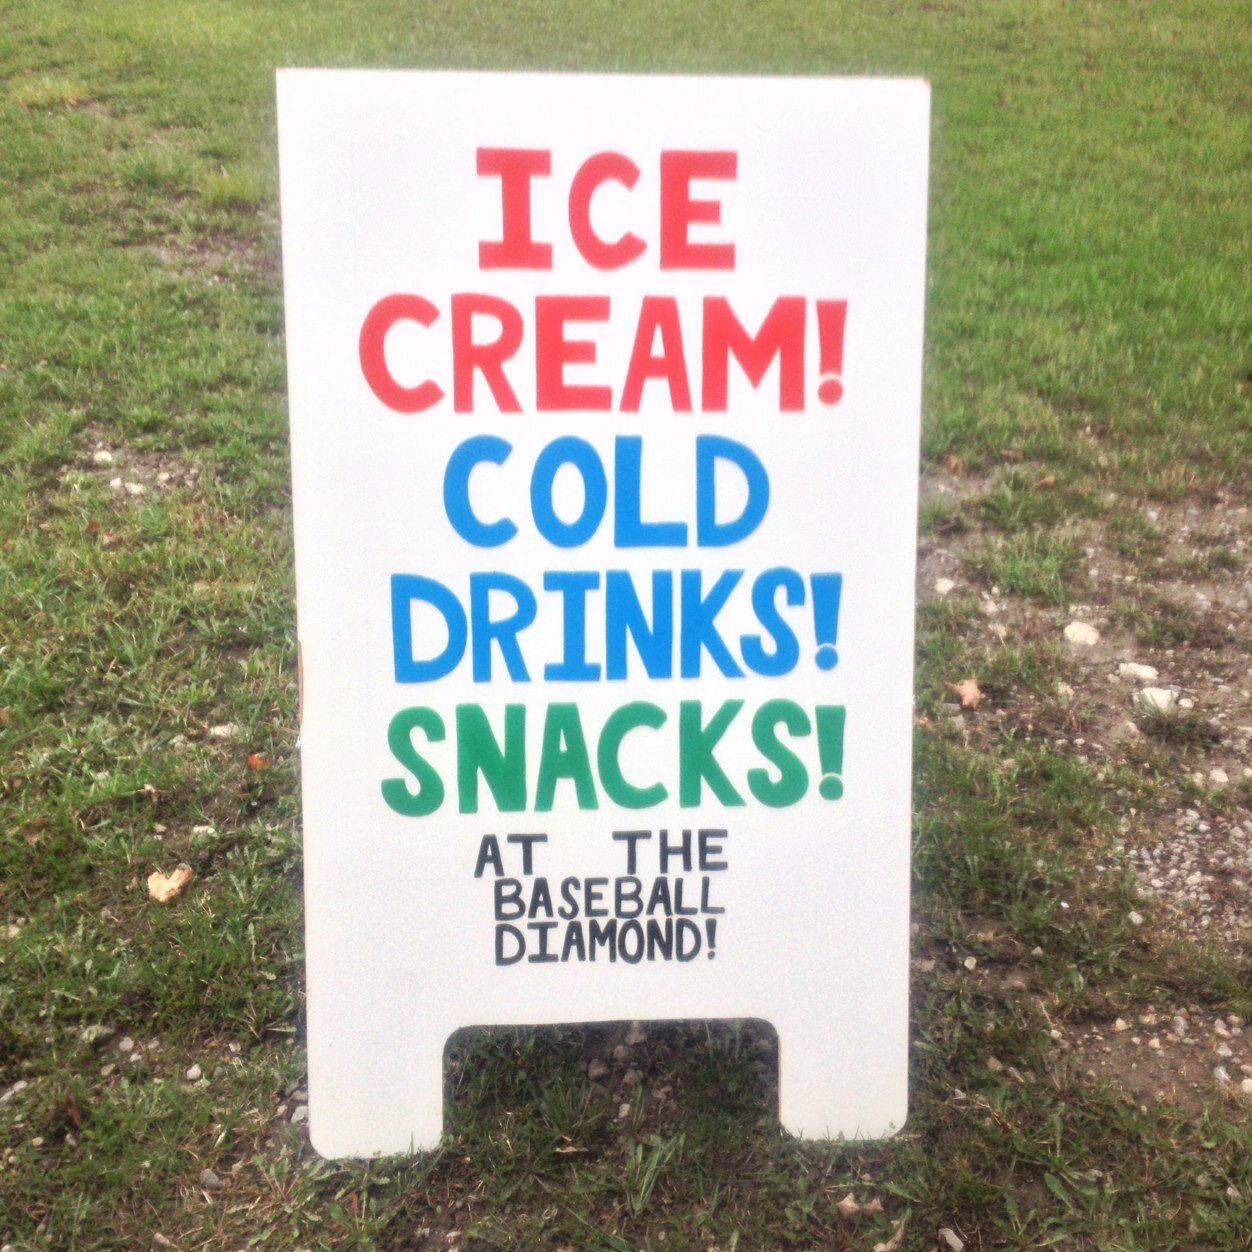 ICE
CREAM!
COLD
DRINKS!
SNACKS!
AT THE
BASEBALL
DIAMOND!